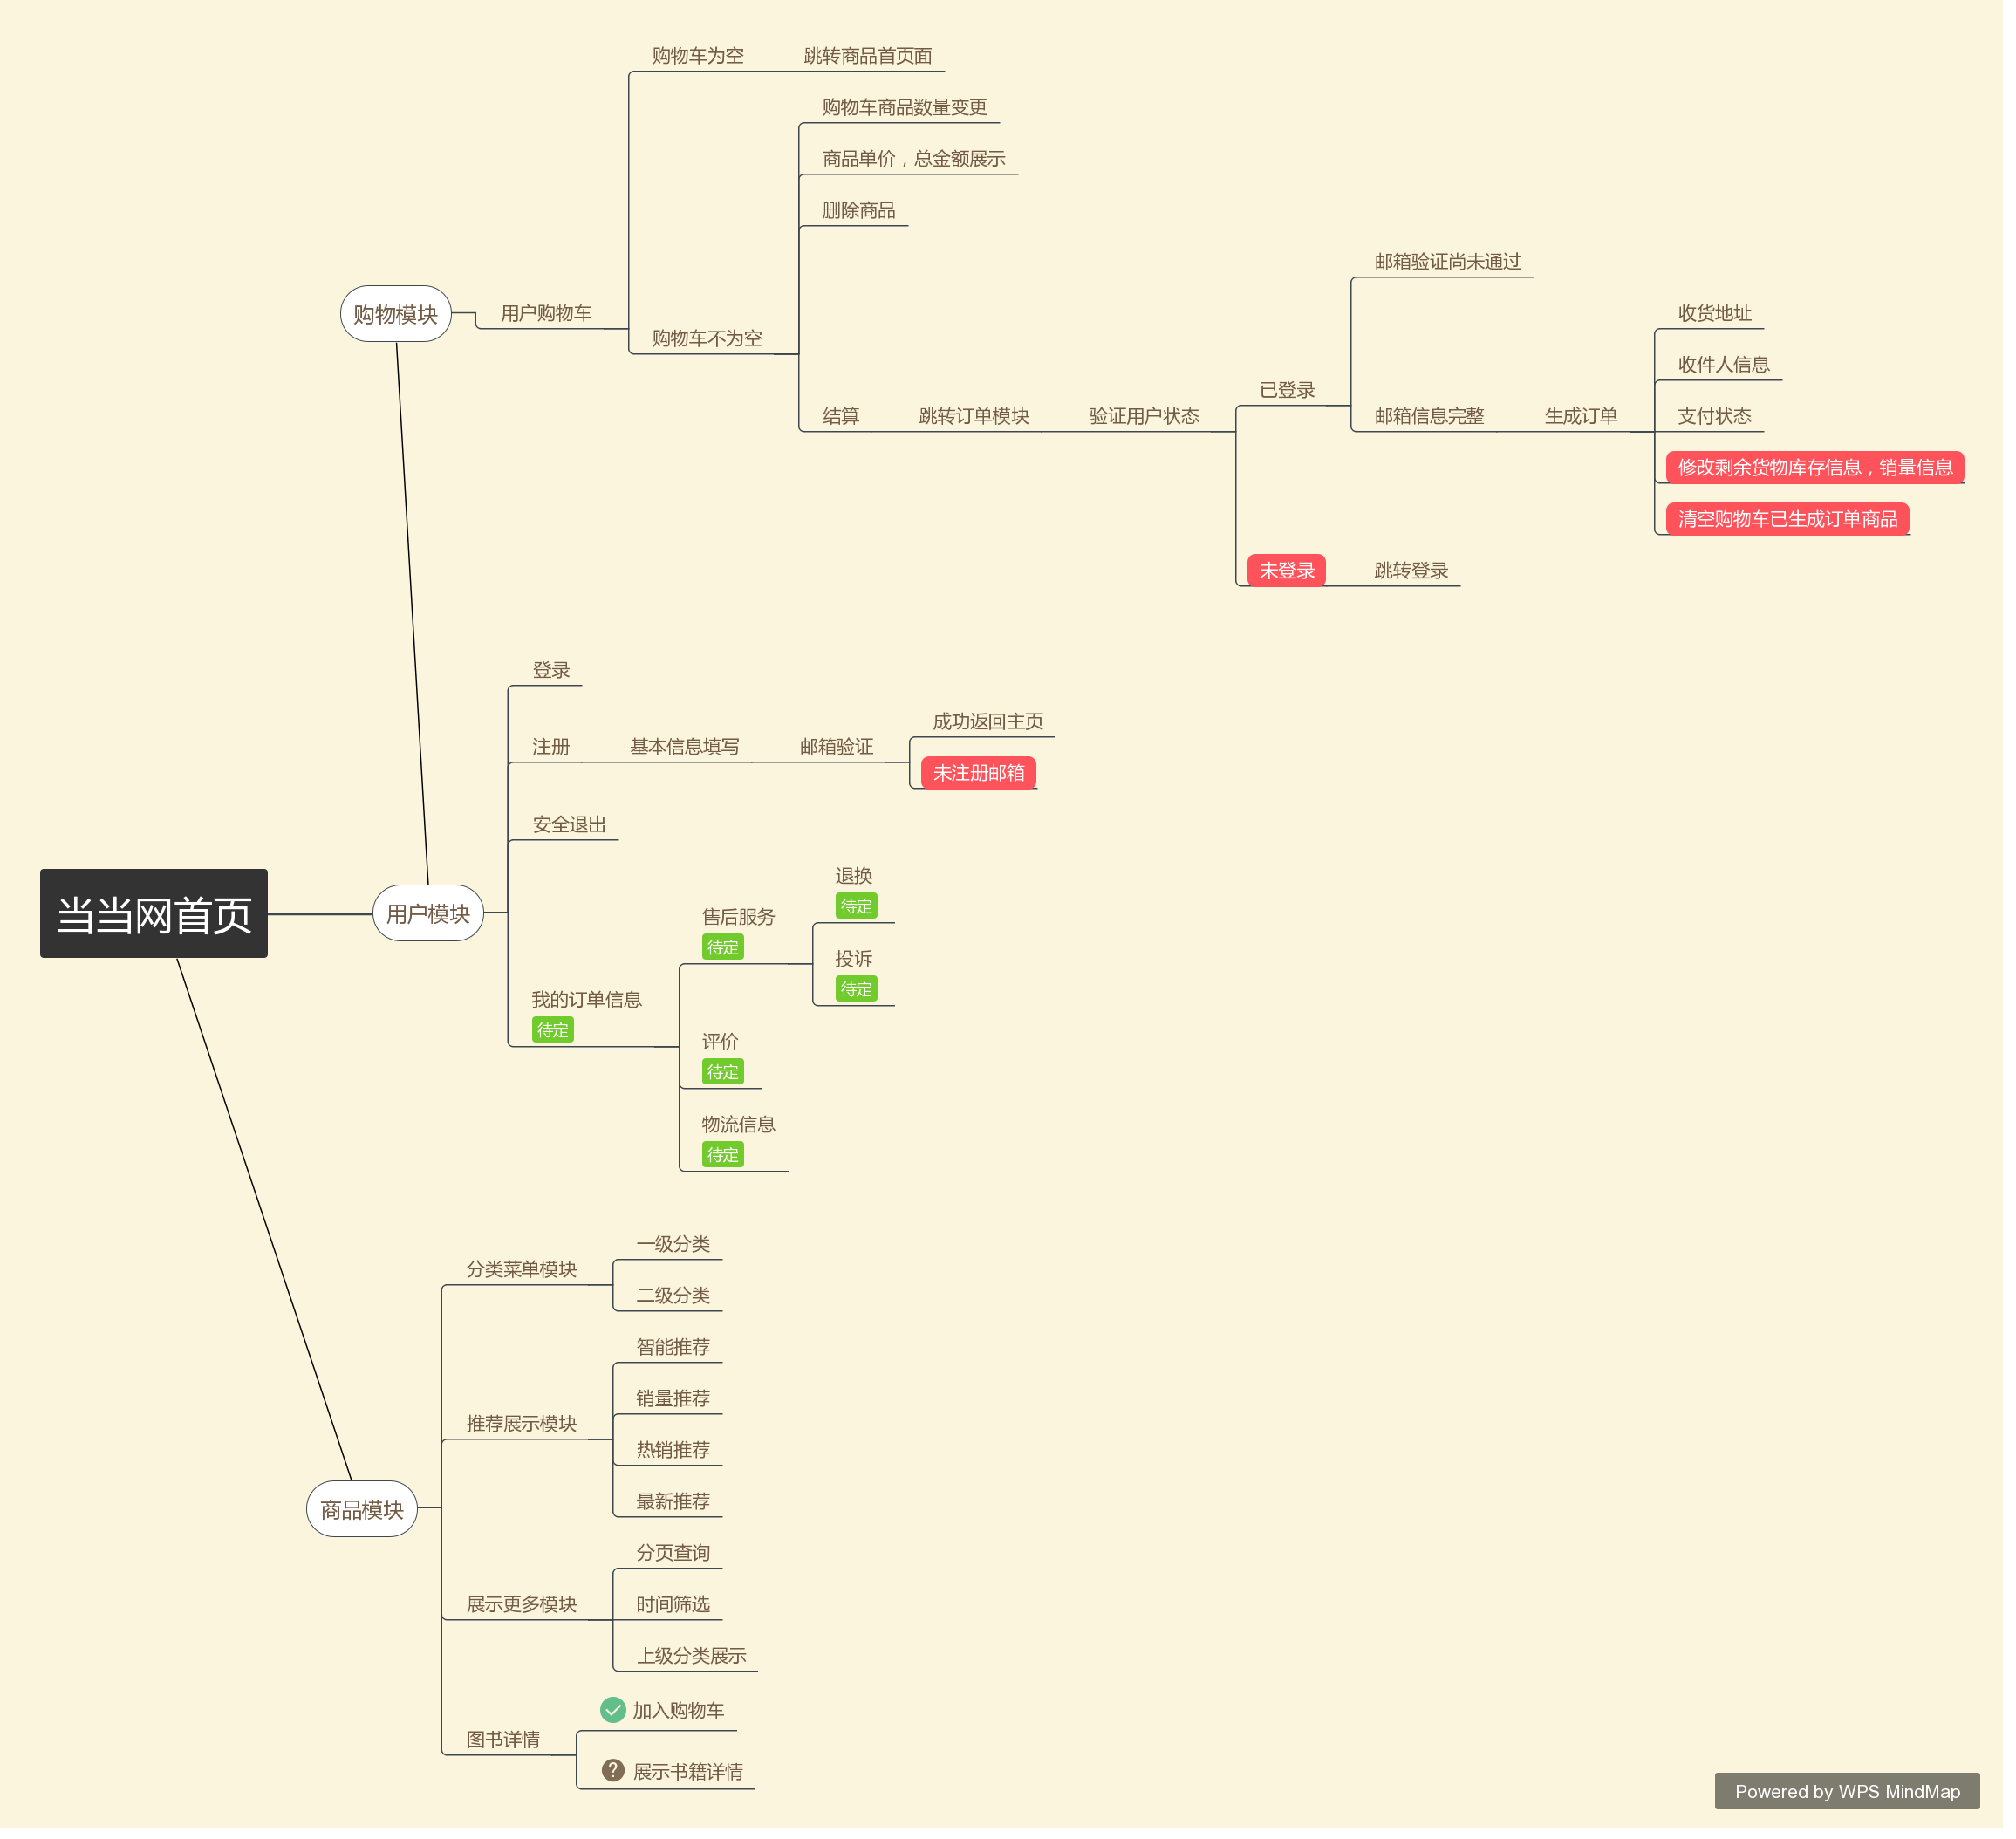 购物车为空
跳转商品首页面
购物车商品数量变更
商品单价，总金额展示
删除商品
邮箱验证尚未通过
购物模块
用户购物车
收货地址
购物车不为空
收件人信息
已登录
结算
跳转订单模块
验证用户状态
邮箱信息完整
生成订单
支付状态
修改剩余货物库存信息，销量信息
清空购物车已生成订单商品
未登录
跳转登录
登录
成功返回主页
注册
基本信息填写
邮箱验证
未注册邮箱
安全退出
当当网首页
用户模块
退换
待定
售后服务
待定
投诉
待定
我的订单信息
待定
评价
待定
物流信息
待定
一级分类
分类菜单模块
二级分类
智能推荐
销量推荐
推荐展示模块
热销推荐
最新推荐
商品模块
分页查询
展示更多模块
时间筛选
上级分类展示
加入购物车
图书详情
?
展示书籍详情
Powered by WPS MindMap